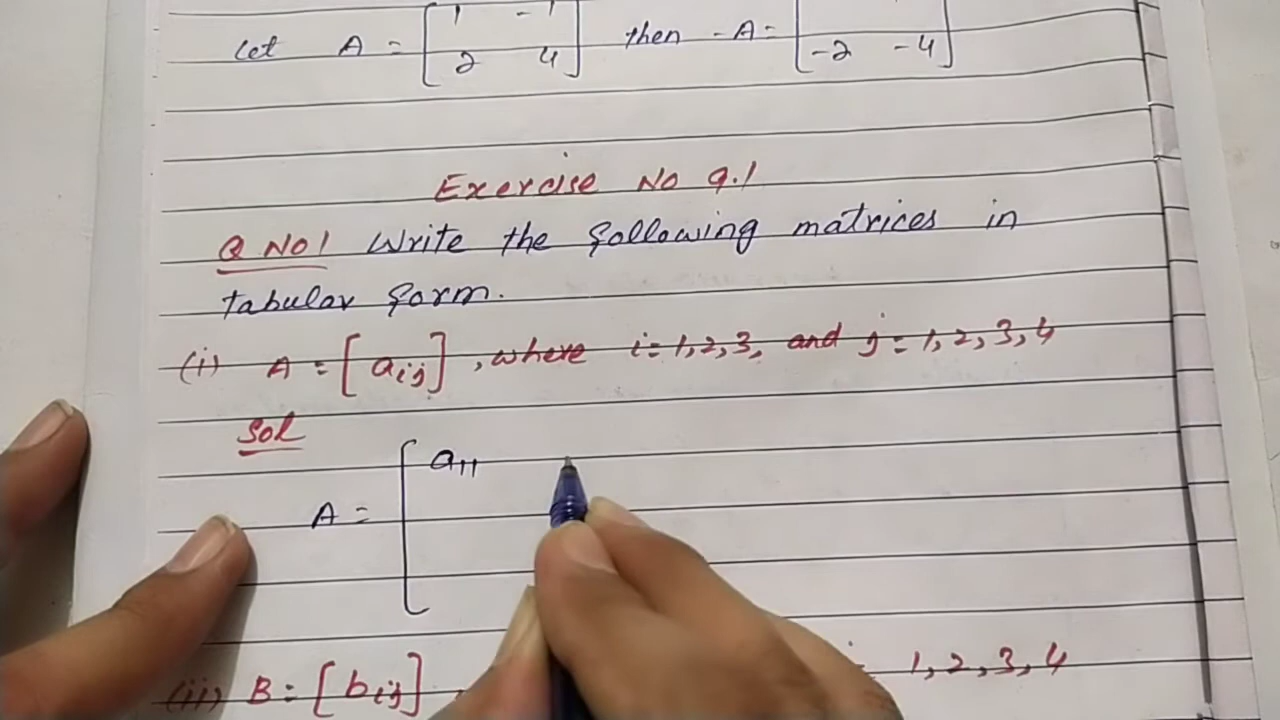 Let A = [ 1 -1 then -A = [
2 4 ] -2 -4 ]
Exercise No 9.1
Q No1 Write the following matrices in
tabular form.
(i) A = [aij], where i = 1,2,3, and j = 1,2,3,4
Sol
A = [ a11
(ii) B = [bij] , = 1,2,3,4